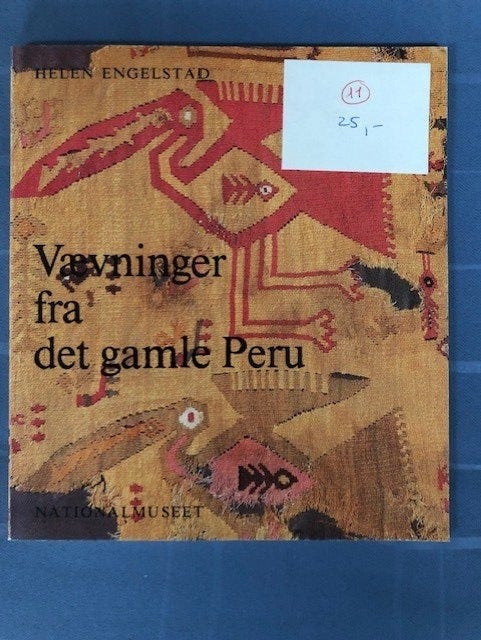 HELEN ENGELSTAD
11
25,-
Vævninger
fra
det gamle Peru
NATIONALMUSEET